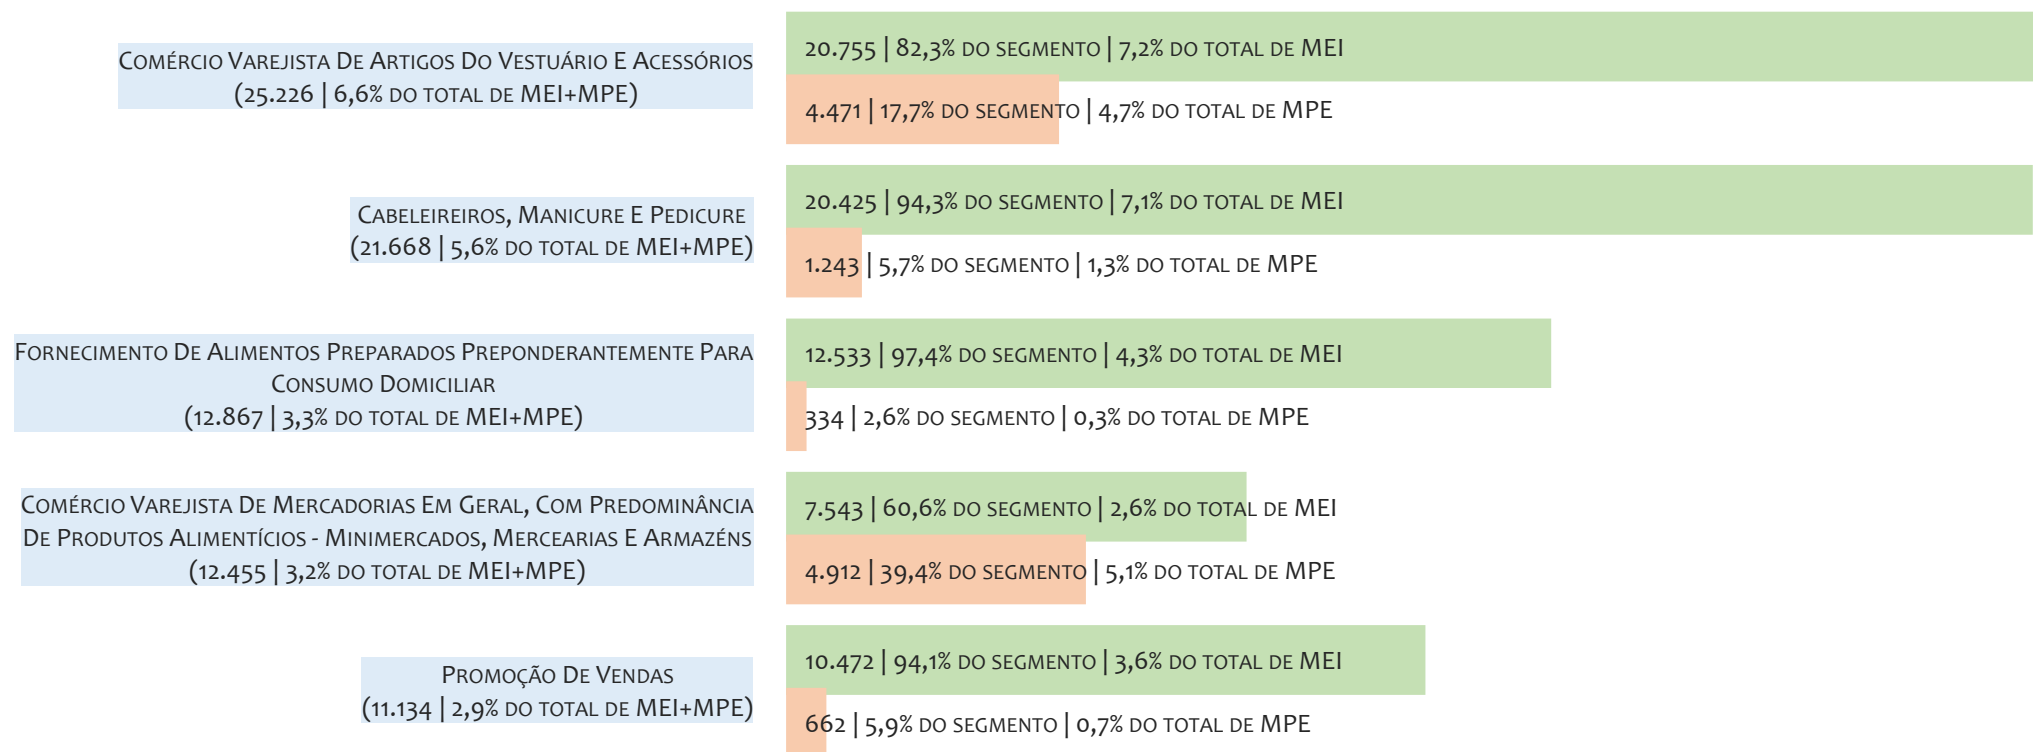 Comércio Varejista De Artigos Do Vestuário E Acessórios
(25.226 | 6,6% do total de MEI+MPE)
20.755 | 82,3% do segmento | 7,2% do total de MEI
4.471 | 17,7% do segmento | 4,7% do total de MPE
Cabeleireiros, Manicure E Pedicure
(21.668 | 5,6% do total de MEI+MPE)
20.425 | 94,3% do segmento | 7,1% do total de MEI
1.243 | 5,7% do segmento | 1,3% do total de MPE
Fornecimento De Alimentos Preparados Preponderantemente Para
Consumo Domiciliar
(12.867 | 3,3% do total de MEI+MPE)
12.533 | 97,4% do segmento | 4,3% do total de MEI
334 | 2,6% do segmento | 0,3% do total de MPE
Comércio Varejista De Mercadorias Em Geral, Com Predominância
De Produtos Alimentícios - Minimercados, Mercearias E Armazéns
(12.455 | 3,2% do total de MEI+MPE)
7.543 | 60,6% do segmento | 2,6% do total de MEI
4.912 | 39,4% do segmento | 5,1% do total de MPE
Promoção De Vendas
(11.134 | 2,9% do total de MEI+MPE)
10.472 | 94,1% do segmento | 3,6% do total de MEI
662 | 5,9% do segmento | 0,7% do total de MPE